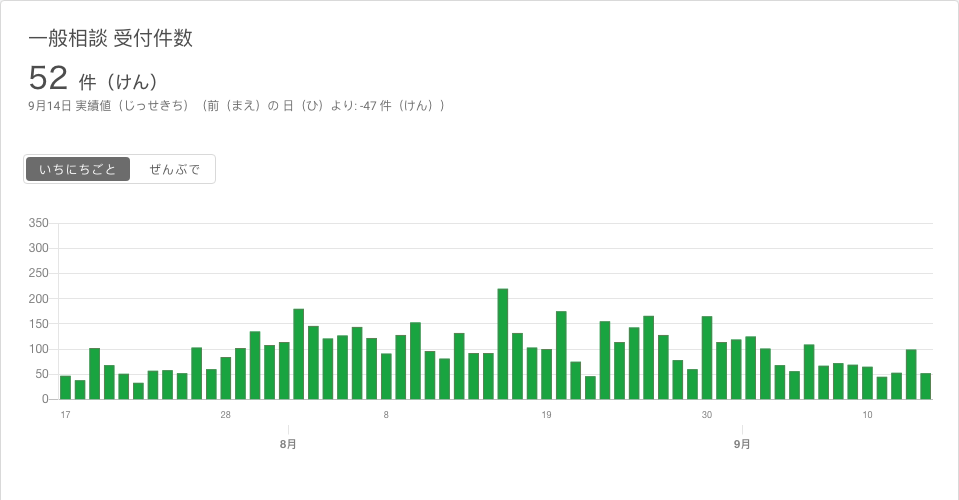 一般相談 受付件数
52 件（けん）
9月14日 実績値（じっせきち）（前（まえ）の 日（ひ）より: -47 件（けん））
いちにちごと ぜんぶで
350
300
250
200
150
100
50
0
17 28 8 19 30 10
8月 9月